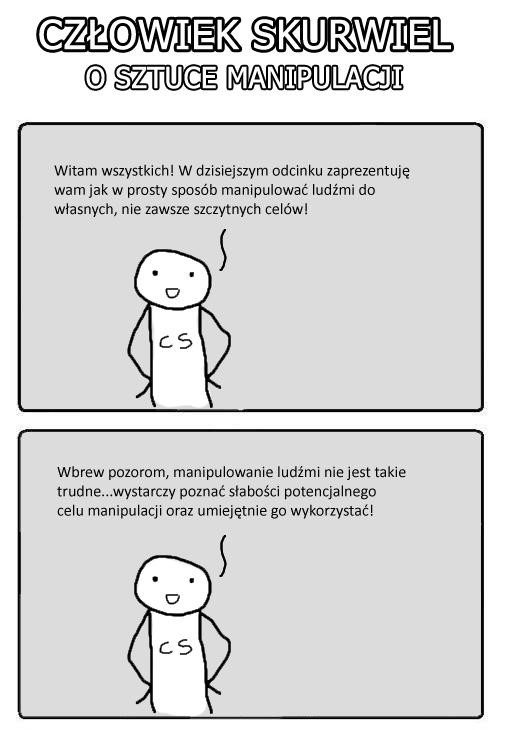 CZŁOWIEK SKURWIEL
O SZTUCE MANIPULACJI
Witam wszystkich! W dzisiejszym odcinku zaprezentuję
wam jak w prosty sposób manipulować ludźmi do
własnych, nie zawsze szczytnych celów!
CS
Wbrew pozorom, manipulowanie ludźmi nie jest takie
trudne...wystarczy poznać słabości potencjalnego
celu manipulacji oraz umiejętnie go wykorzystać!
CS